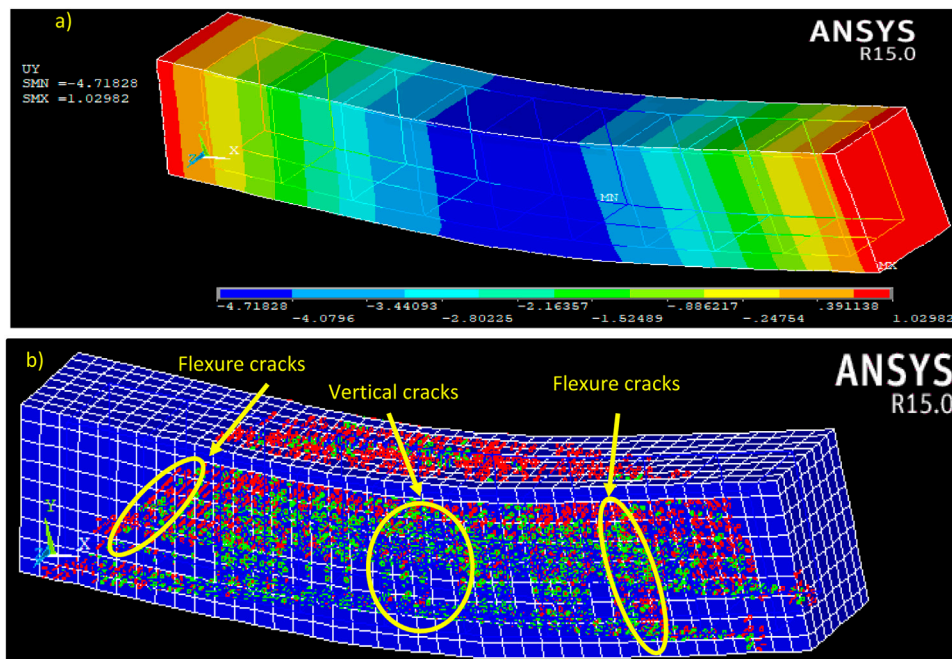 a)
ANSYS
R15.0
UY
SMN =-4.71828
SMX =1.02982
Y
X
Z
MN
MX
-4.71828 -3.44093 -2.16357 -.886217 .391138
-4.0796 -2.80225 -1.52489 -.24754 1.02982
b)
Flexure cracks
Vertical cracks
Flexure cracks
ANSYS
R15.0
Y
X
Z